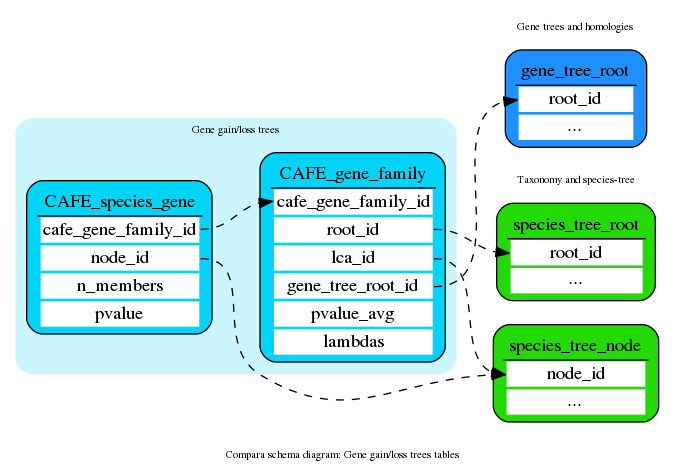 Gene trees and homologies
gene_tree_root
root_id
...
Gene gain/loss trees
CAFE_species_gene
cafe_gene_family_id
node_id
n_members
pvalue
CAFE_gene_family
cafe_gene_family_id
root_id
lca_id
gene_tree_root_id
pvalue_avg
lambdas
Taxonomy and species-tree
species_tree_root
root_id
...
species_tree_node
node_id
...
Compara schema diagram: Gene gain/loss trees tables